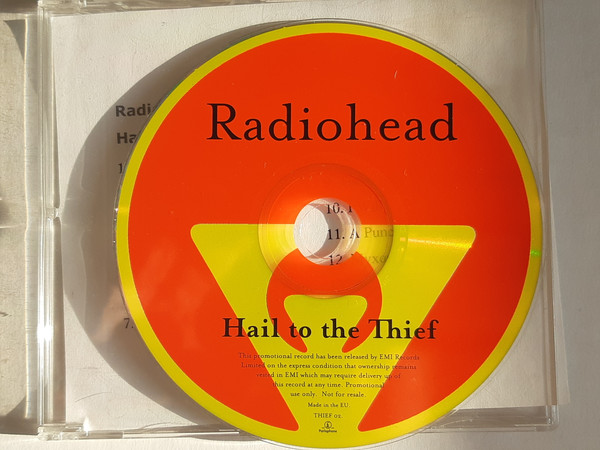 Radi
Ha
1
Radiohead
10. I
11. A Punc
12
7.
Hail to the Thief
This promotional record has been released by EMI Records
Limited on the express condition that ownership remains
vested in EMI which may require delivery up of
this record at any time. Promotional
use only. Not for resale.
Made in the EU
THIEF 02
Parlophone